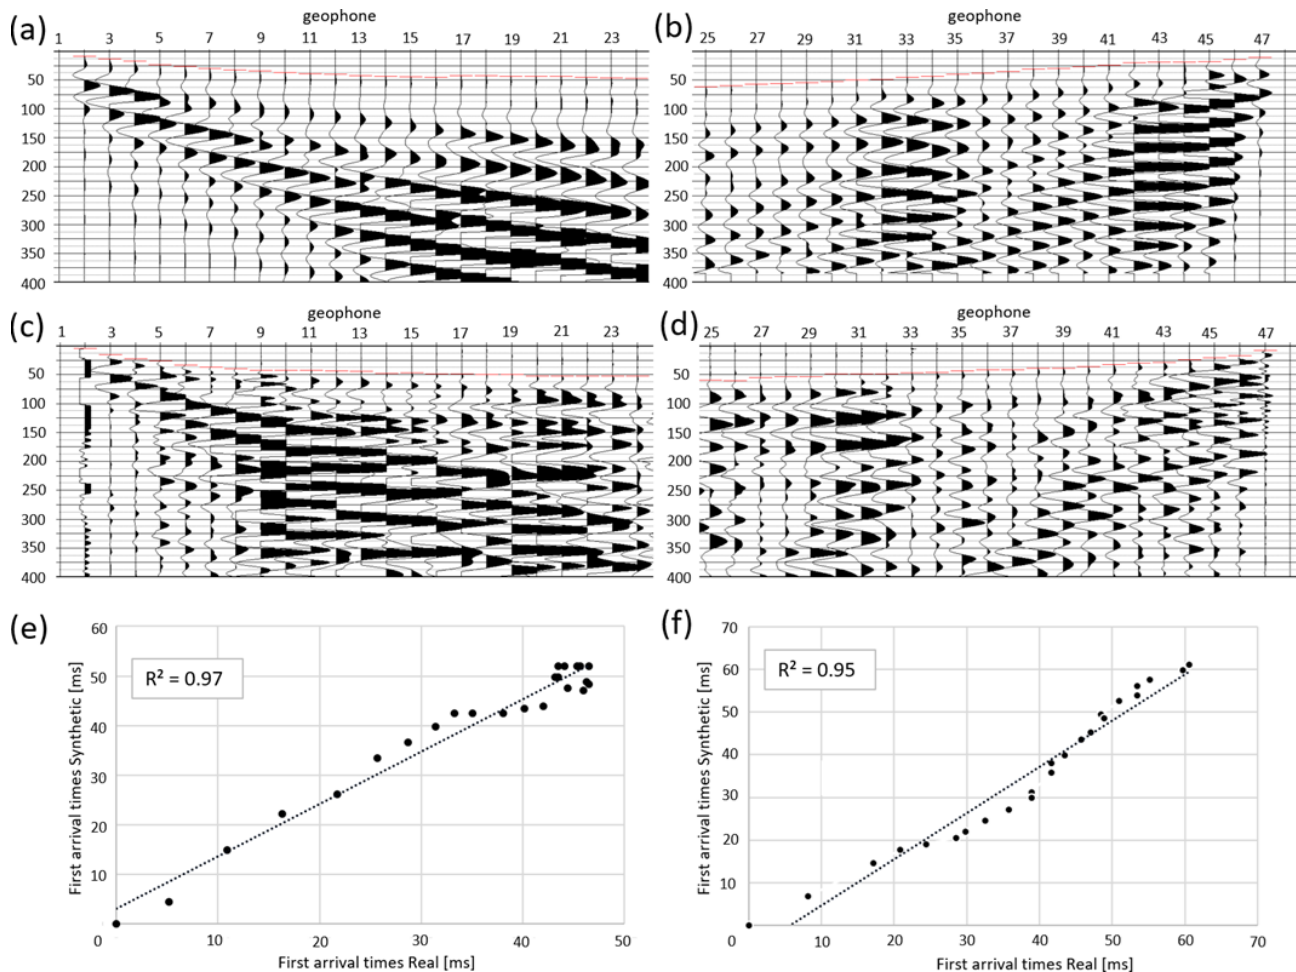 (a)
geophone
1 3 5 7 9 11 13 15 17 19 21 23
50
100
150
200
250
300
350
400
(b)
geophone
25 27 29 31 33 35 37 39 41 43 45 47
50
100
150
200
250
300
350
400
(c)
geophone
1 3 5 7 9 11 13 15 17 19 21 23
50
100
150
200
250
300
350
400
(d)
geophone
25 27 29 31 33 35 37 39 41 43 45 47
50
100
150
200
250
300
350
400
(e)
First arrival times Synthetic [ms]
60
50
40
30
20
10
0
R² = 0.97
0 10 20 30 40 50
First arrival times Real [ms]
(f)
First arrival times Synthetic [ms]
70
60
50
40
30
20
10
0
R² = 0.95
10 20 30 40 50 60 70
First arrival times Real [ms]